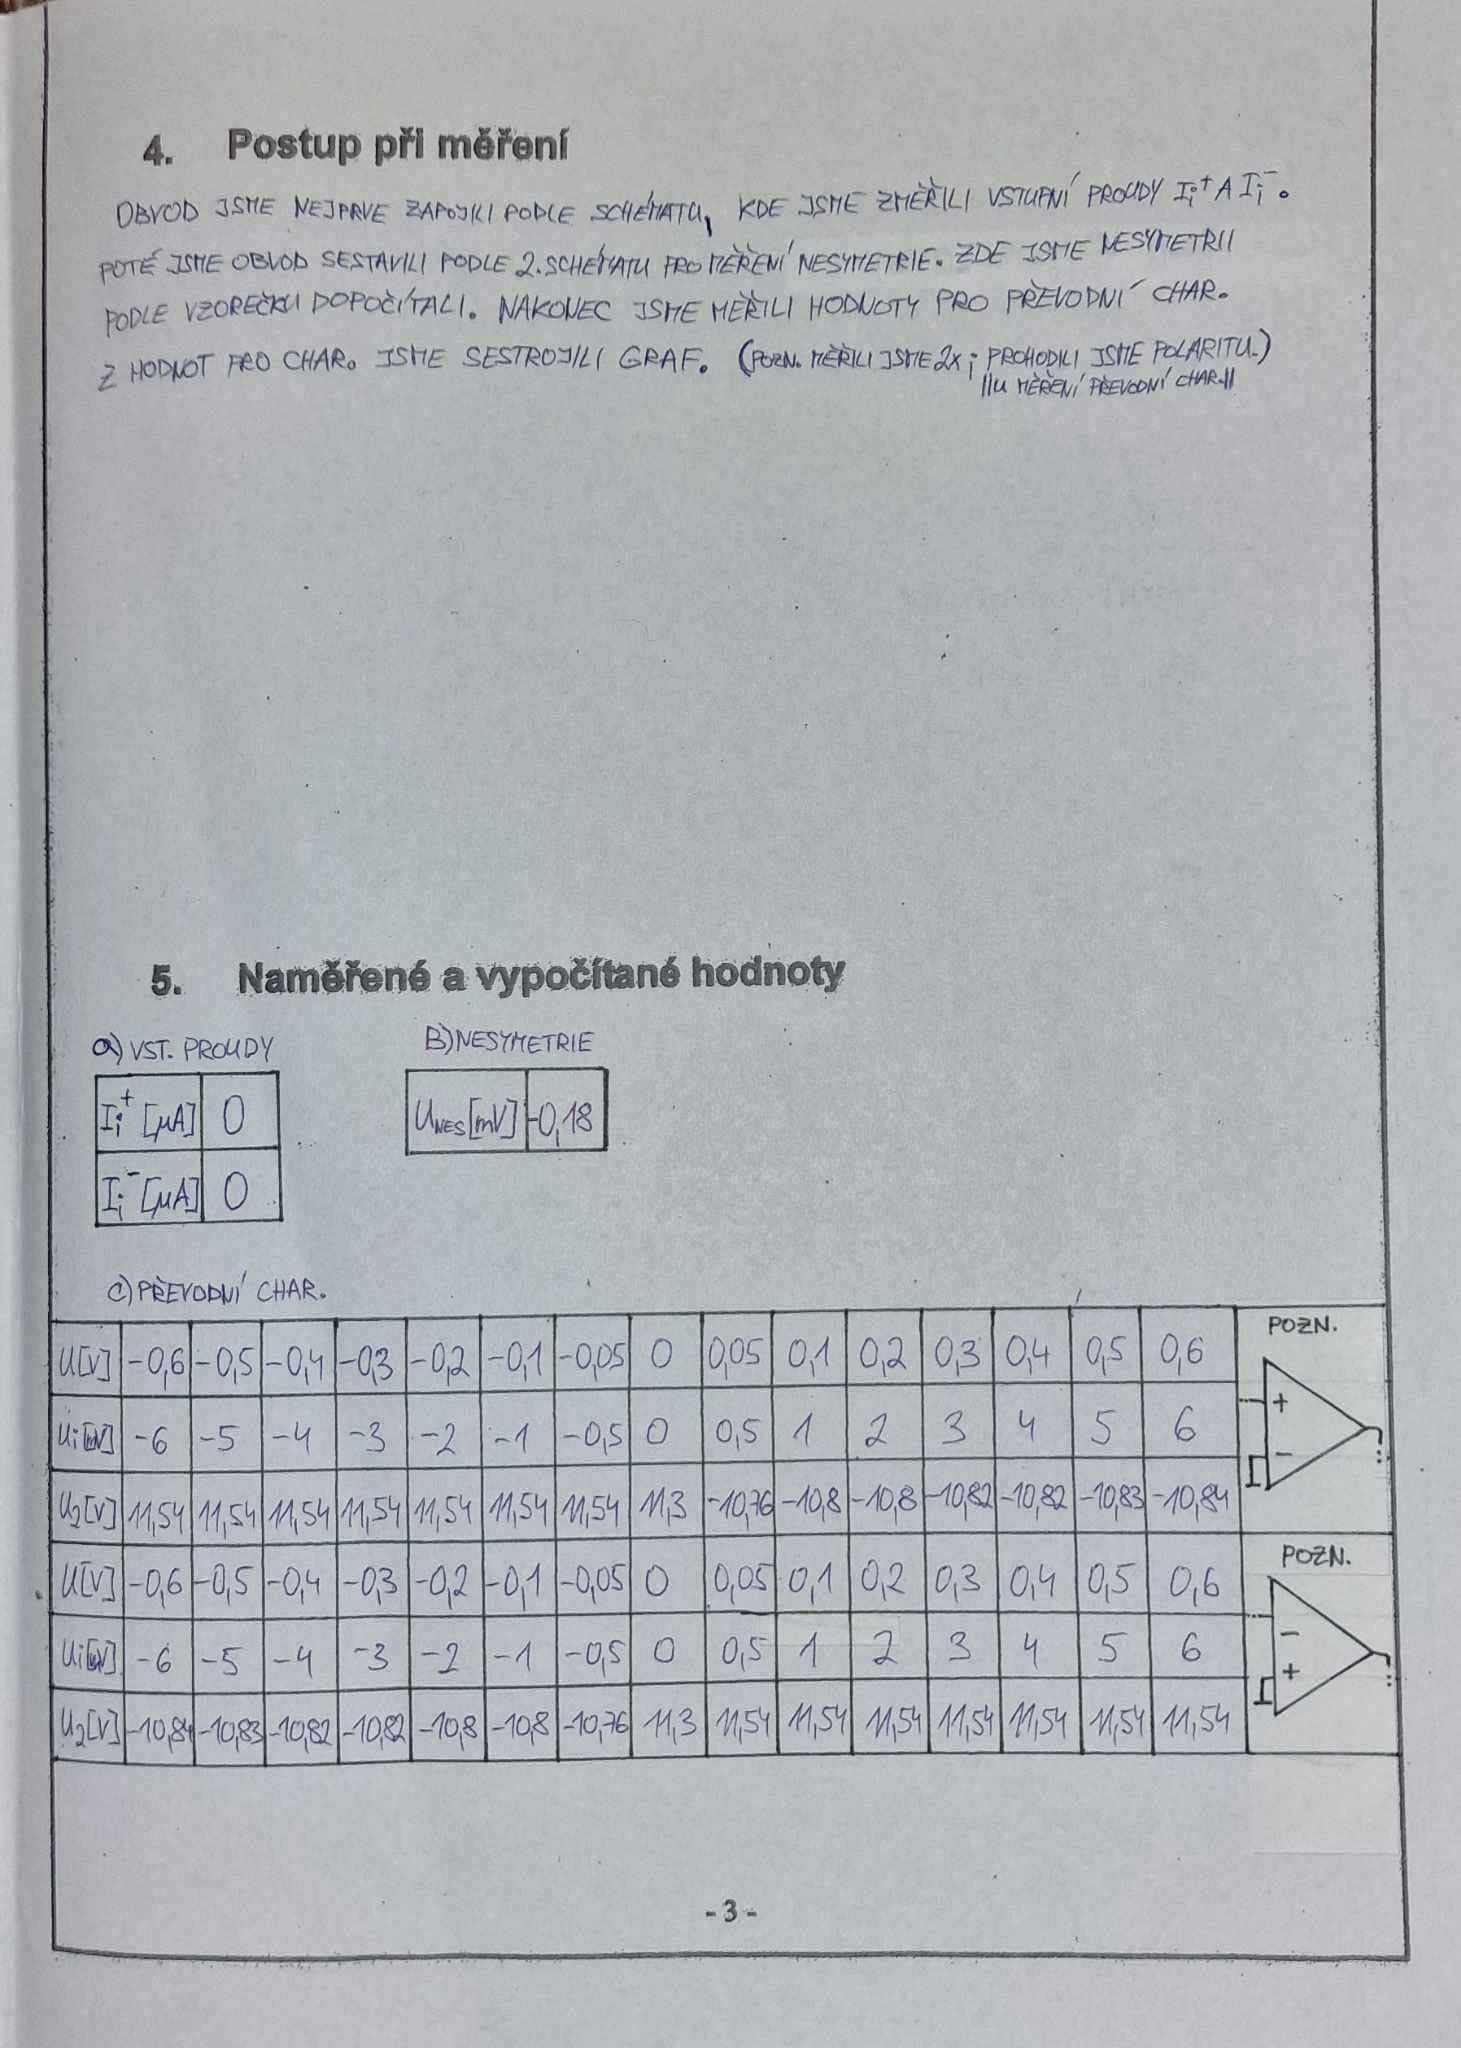 4. Postup při měření
OBVOD JSME NEJPRVE ZAPOJILI PODLE SCHÉMATU, KDE JSME ZMĚŘILI VSTUPNÍ PROUDY Ii+ A Ii-.
POTÉ JSME OBVOD SESTAVILI PODLE 2. SCHÉMATU PRO MĚŘENÍ NESYMETRIE. ZDE JSME NESYMETRII
PODLE VZOREČKU DOPOČÍTALI. NAKONEC JSME MĚŘILI HODNOTY PRO PŘEVODNÍ CHAR.
Z HODNOT PRO CHAR. JSME SESTROJILI GRAF. (POZN. MĚŘILI JSME 2x; PROHODILI JSME POLARITU.)
||U MĚŘENÍ PŘEVODNÍ CHAR.||
5. Naměřené a vypočítané hodnoty
a) VST. PROUDY
Ii+ [μA] 0
Ii- [μA] 0
B) NESYMETRIE
UNES [mV] -0,18
C) PŘEVODNÍ CHAR.
U[V] -0,6 -0,5 -0,4 -0,3 -0,2 -0,1 -0,05 0 0,05 0,1 0,2 0,3 0,4 0,5 0,6
Ui[mV] -6 -5 -4 -3 -2 -1 -0,5 0 0,5 1 2 3 4 5 6
U2[V] 11,54 11,54 11,54 11,54 11,54 11,54 11,54 11,3 -10,76 -10,8 -10,8 -10,82 -10,82 -10,83 -10,84
POZN.
+
-
U[V] -0,6 -0,5 -0,4 -0,3 -0,2 -0,1 -0,05 0 0,05 0,1 0,2 0,3 0,4 0,5 0,6
Ui[mV] -6 -5 -4 -3 -2 -1 -0,5 0 0,5 1 2 3 4 5 6
U2[V] -10,84 -10,83 -10,82 -10,82 -10,8 -10,8 -10,76 11,3 11,54 11,54 11,54 11,54 11,54 11,54 11,54
POZN.
-
+
- 3 -